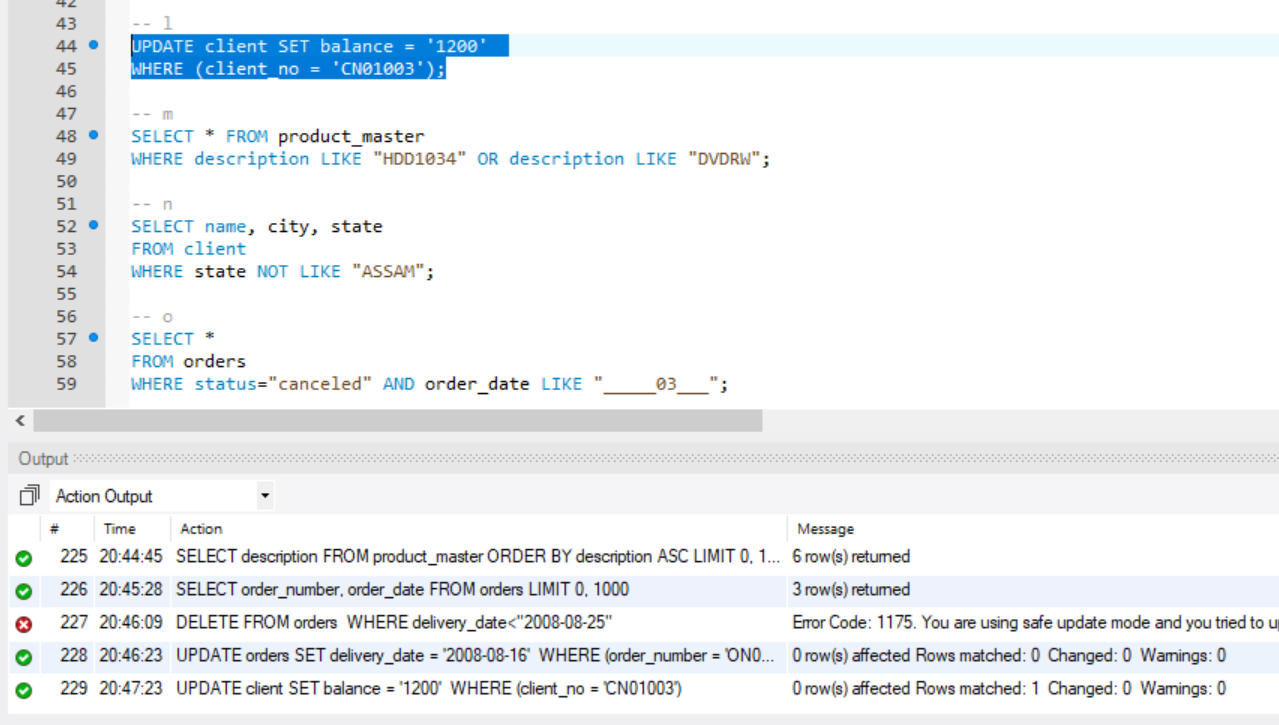 42
43 -- l
44 UPDATE client SET balance = '1200'
45 WHERE (client_no = 'CN01003');
46
47 -- m
48 SELECT * FROM product_master
49 WHERE description LIKE "HDD1034" OR description LIKE "DVDRW";
50
51 -- n
52 SELECT name, city, state
53 FROM client
54 WHERE state NOT LIKE "ASSAM";
55
56 -- o
57 SELECT *
58 FROM orders
59 WHERE status="canceled" AND order_date LIKE "_____03___";
Output
Action Output
# Time Action Message
225 20:44:45 SELECT description FROM product_master ORDER BY description ASC LIMIT 0, 1... 6 row(s) returned
226 20:45:28 SELECT order_number, order_date FROM orders LIMIT 0, 1000 3 row(s) returned
227 20:46:09 DELETE FROM orders WHERE delivery_date<"2008-08-25" Error Code: 1175. You are using safe update mode and you tried to u
228 20:46:23 UPDATE orders SET delivery_date = '2008-08-16' WHERE (order_number = 'ON0... 0 row(s) affected Rows matched: 0 Changed: 0 Warnings: 0
229 20:47:23 UPDATE client SET balance = '1200' WHERE (client_no = 'CN01003') 0 row(s) affected Rows matched: 1 Changed: 0 Warnings: 0